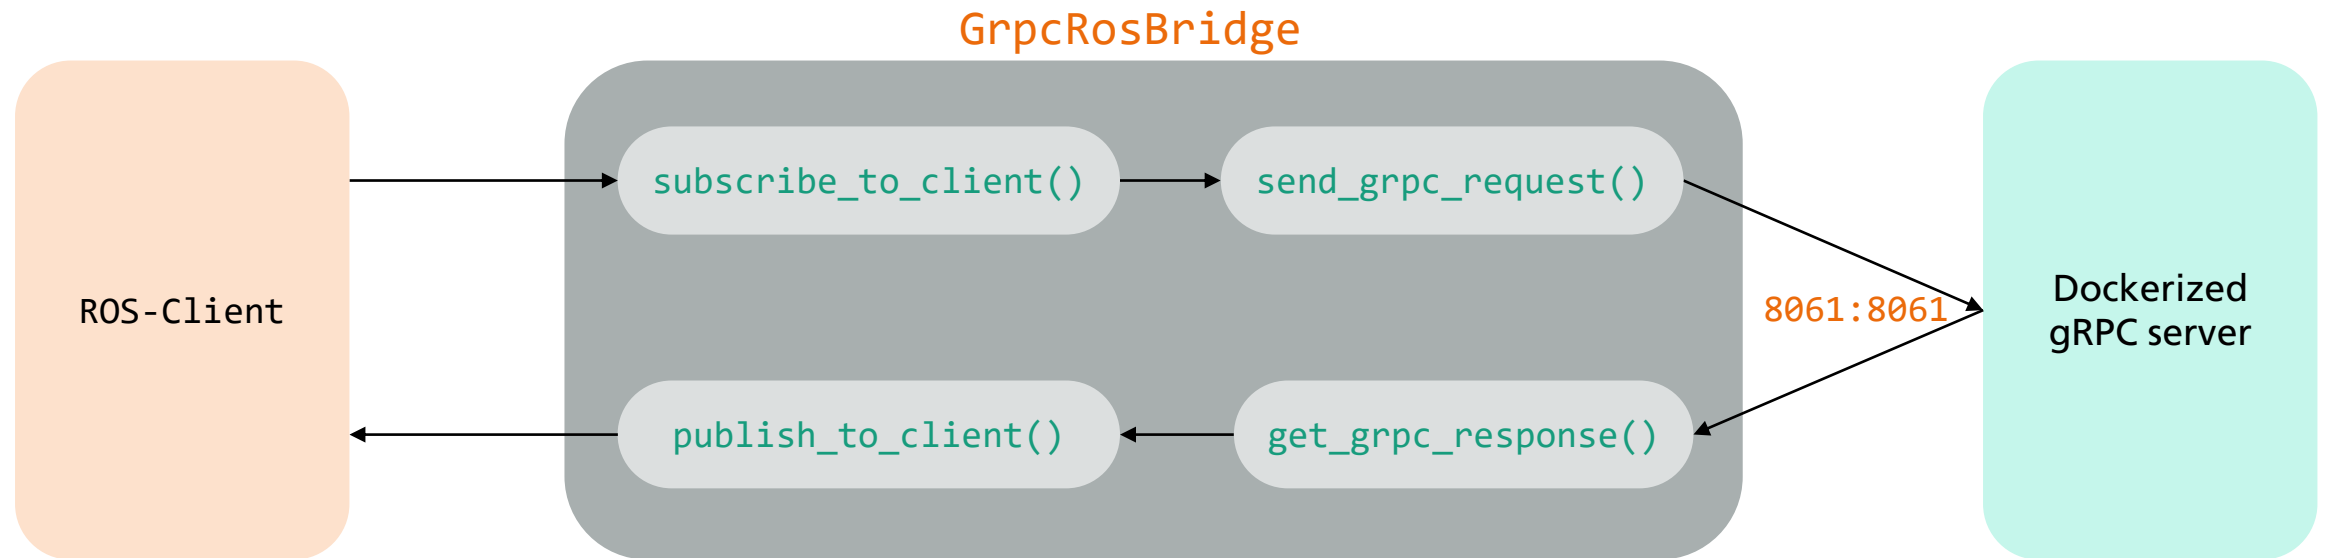 GrpcRosBridge
ROS-Client
subscribe_to_client()
send_grpc_request()
publish_to_client()
get_grpc_response()
8061:8061
Dockerized
gRPC server